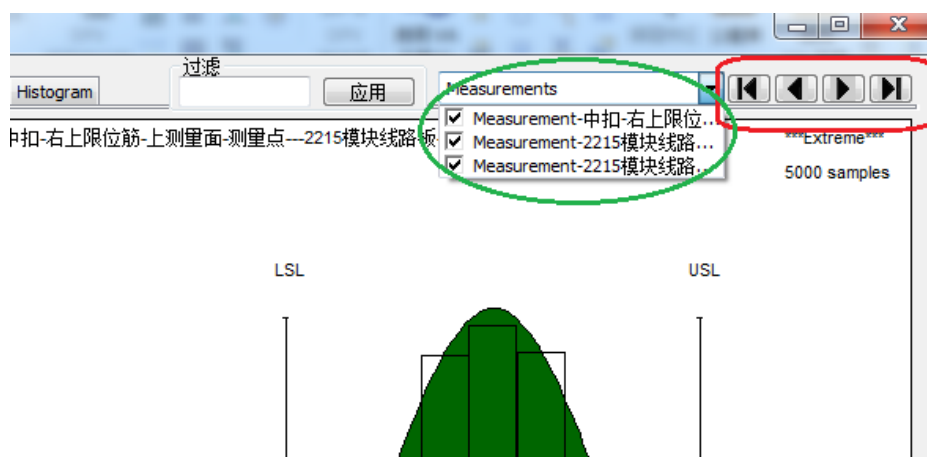 过滤
Histogram
应用
Measurements
Measurement-中扣-右上限位...
Measurement-2215模块线路...
Measurement-2215模块线路...
中扣-右上限位筋-上测量面-测量点---2215模块线路板
***Extreme***
5000 samples
LSL
USL